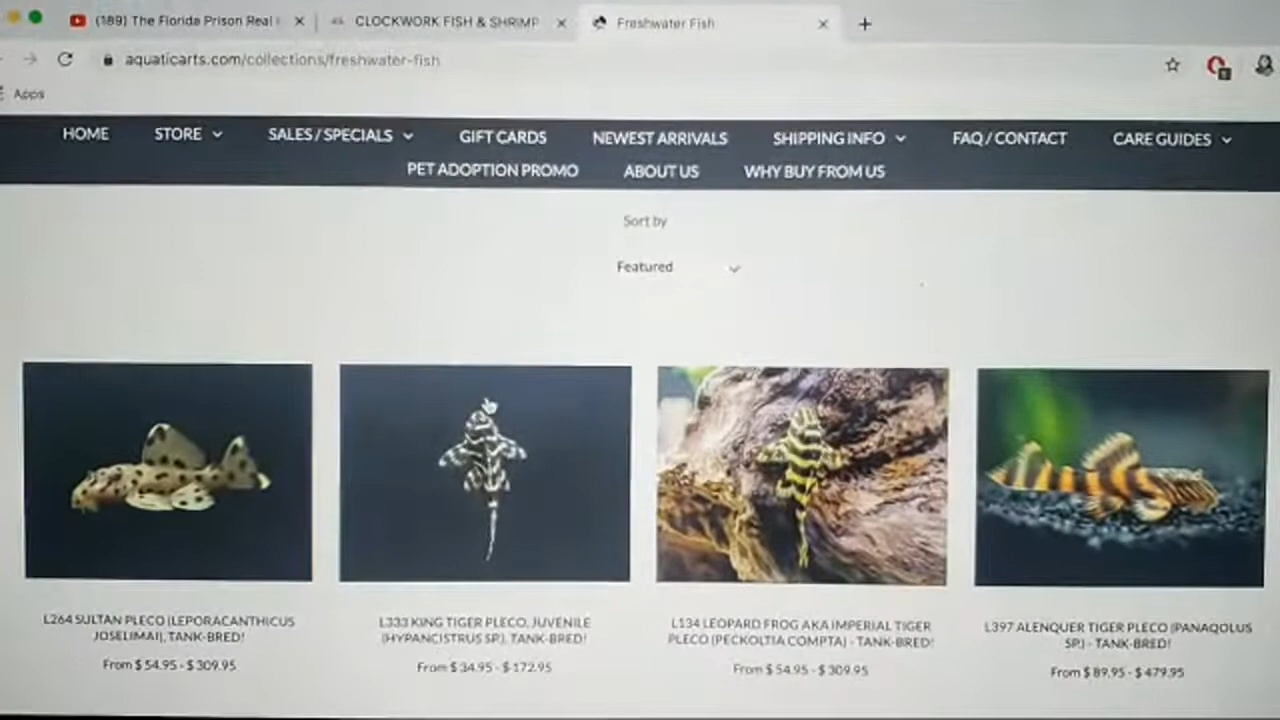 (189) The Florida Prison Real
CLOCKWORK FISH & SHRIMP
Freshwater Fish
aquaticarts.com/collections/freshwater-fish
Apps
HOME STORE SALES / SPECIALS GIFT CARDS NEWEST ARRIVALS SHIPPING INFO FAQ / CONTACT CARE GUIDES
PET ADOPTION PROMO ABOUT US WHY BUY FROM US
Sort by
Featured
L264 SULTAN PLECO (LEPORACANTHICUS
JOSELIMAI), TANK-BRED!
From $ 54.95 - $ 309.95
L333 KING TIGER PLECO, JUVENILE
(HYPANCISTRUS SP.), TANK-BRED!
From $ 34.95 - $ 172.95
L134 LEOPARD FROG AKA IMPERIAL TIGER
PLECO (PECKOLTIA COMPTA) - TANK-BRED!
From $ 54.95 - $ 309.95
L397 ALENQUER TIGER PLECO (PANAQOLUS
SP.) - TANK-BRED!
From $ 89.95 - $ 479.95